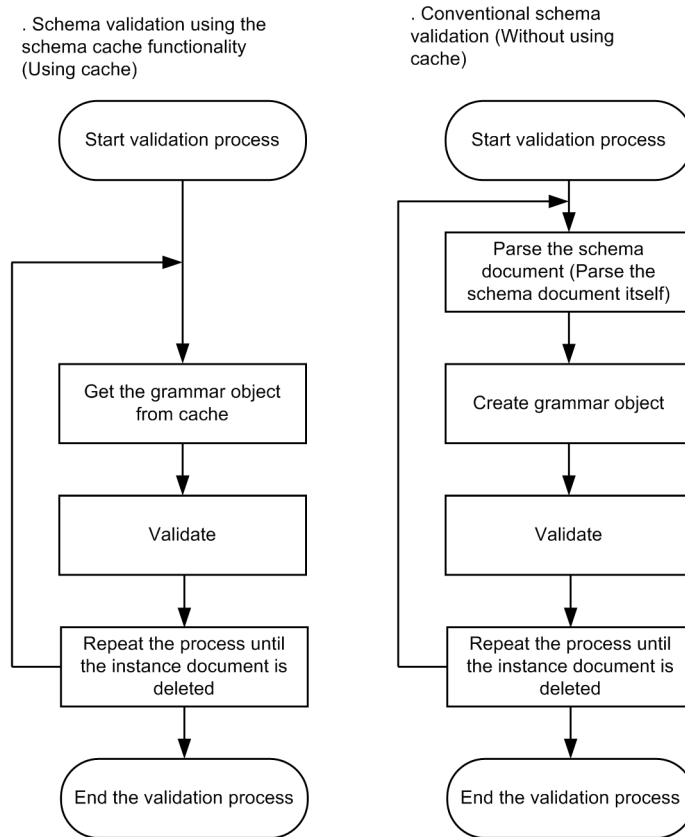 . Schema validation using the
schema cache functionality
(Using cache)
Start validation process
Get the grammar object
from cache
Validate
Repeat the process until
the instance document is
deleted
End the validation process
. Conventional schema
validation (Without using
cache)
Start validation process
Parse the schema
document (Parse the
schema document itself)
Create grammar object
Validate
Repeat the process until
the instance document is
deleted
End the validation process